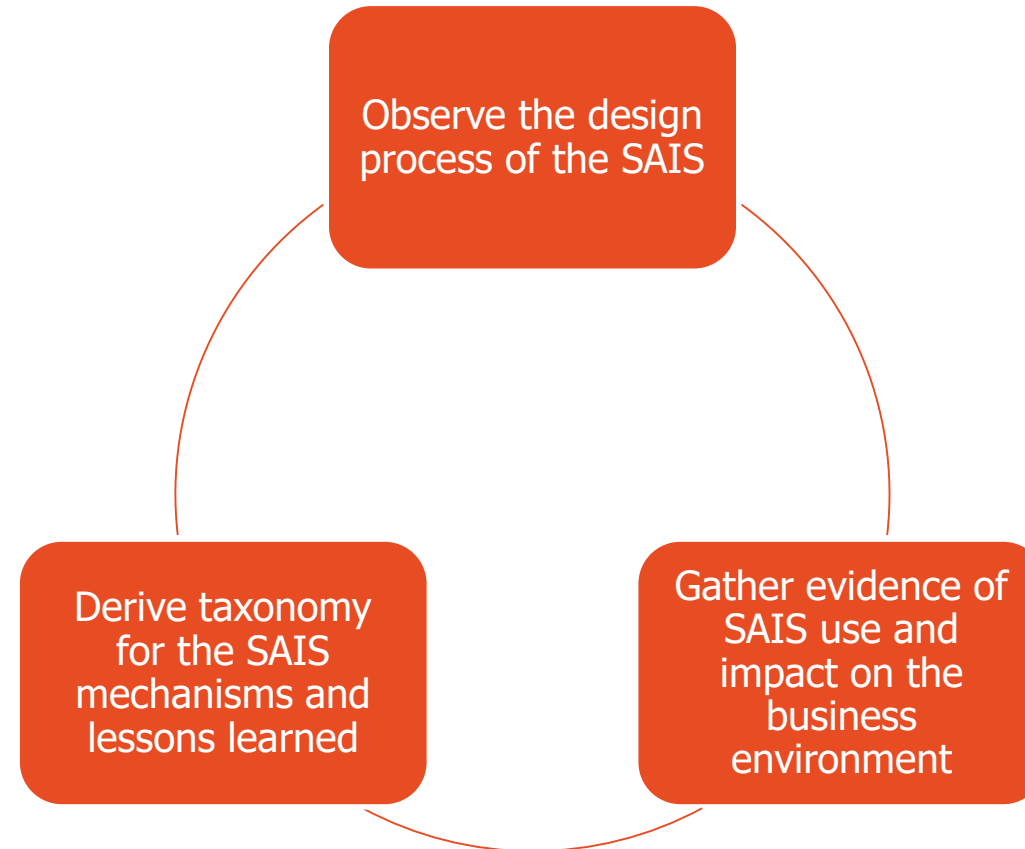 Observe the design
process of the SAIS
Gather evidence of
SAIS use and
impact on the
business
environment
Derive taxonomy
for the SAIS
mechanisms and
lessons learned